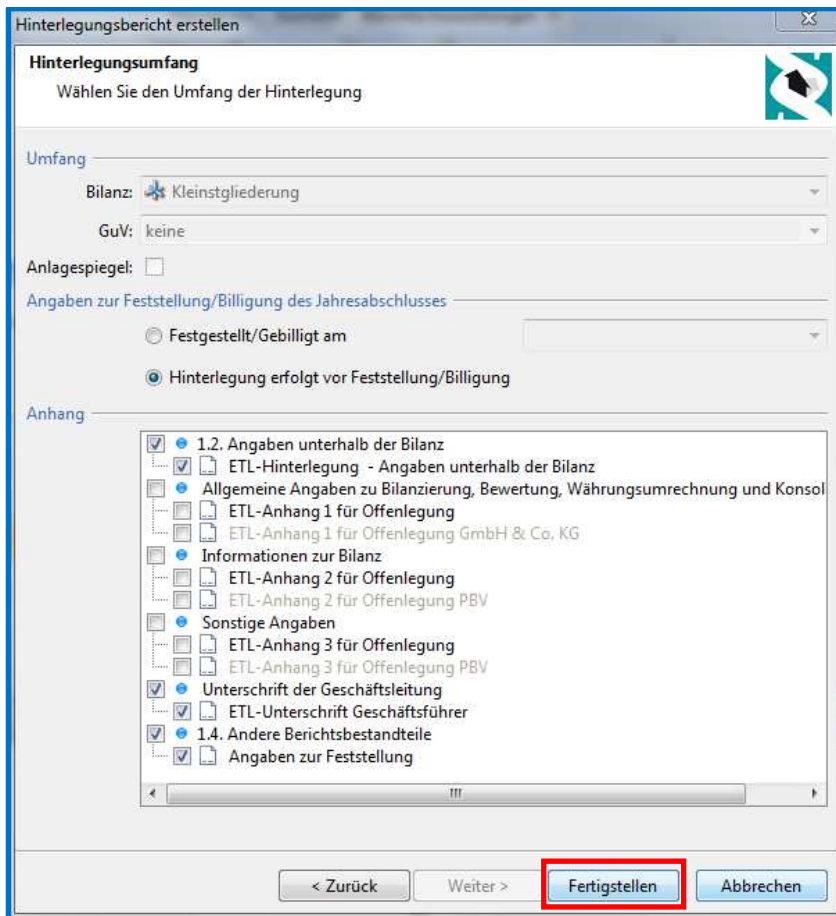 Hinterlegungsbericht erstellen
Hinterlegungsumfang
Wählen Sie den Umfang der Hinterlegung
Umfang
Bilanz: Kleinstgliederung
GuV: keine
Anlagespiegel:
Angaben zur Feststellung/Billigung des Jahresabschlusses
Festgestellt/Gebilligt am
Hinterlegung erfolgt vor Feststellung/Billigung
Anhang
1.2. Angaben unterhalb der Bilanz
ETL-Hinterlegung - Angaben unterhalb der Bilanz
Allgemeine Angaben zu Bilanzierung, Bewertung, Währungsumrechnung und Konsol
ETL-Anhang 1 für Offenlegung
ETL-Anhang 1 für Offenlegung GmbH & Co. KG
Informationen zur Bilanz
ETL-Anhang 2 für Offenlegung
ETL-Anhang 2 für Offenlegung PBV
Sonstige Angaben
ETL-Anhang 3 für Offenlegung
ETL-Anhang 3 für Offenlegung PBV
Unterschrift der Geschäftsleitung
ETL-Unterschrift Geschäftsführer
1.4. Andere Berichtsbestandteile
Angaben zur Feststellung
< Zurück Weiter > Fertigstellen Abbrechen